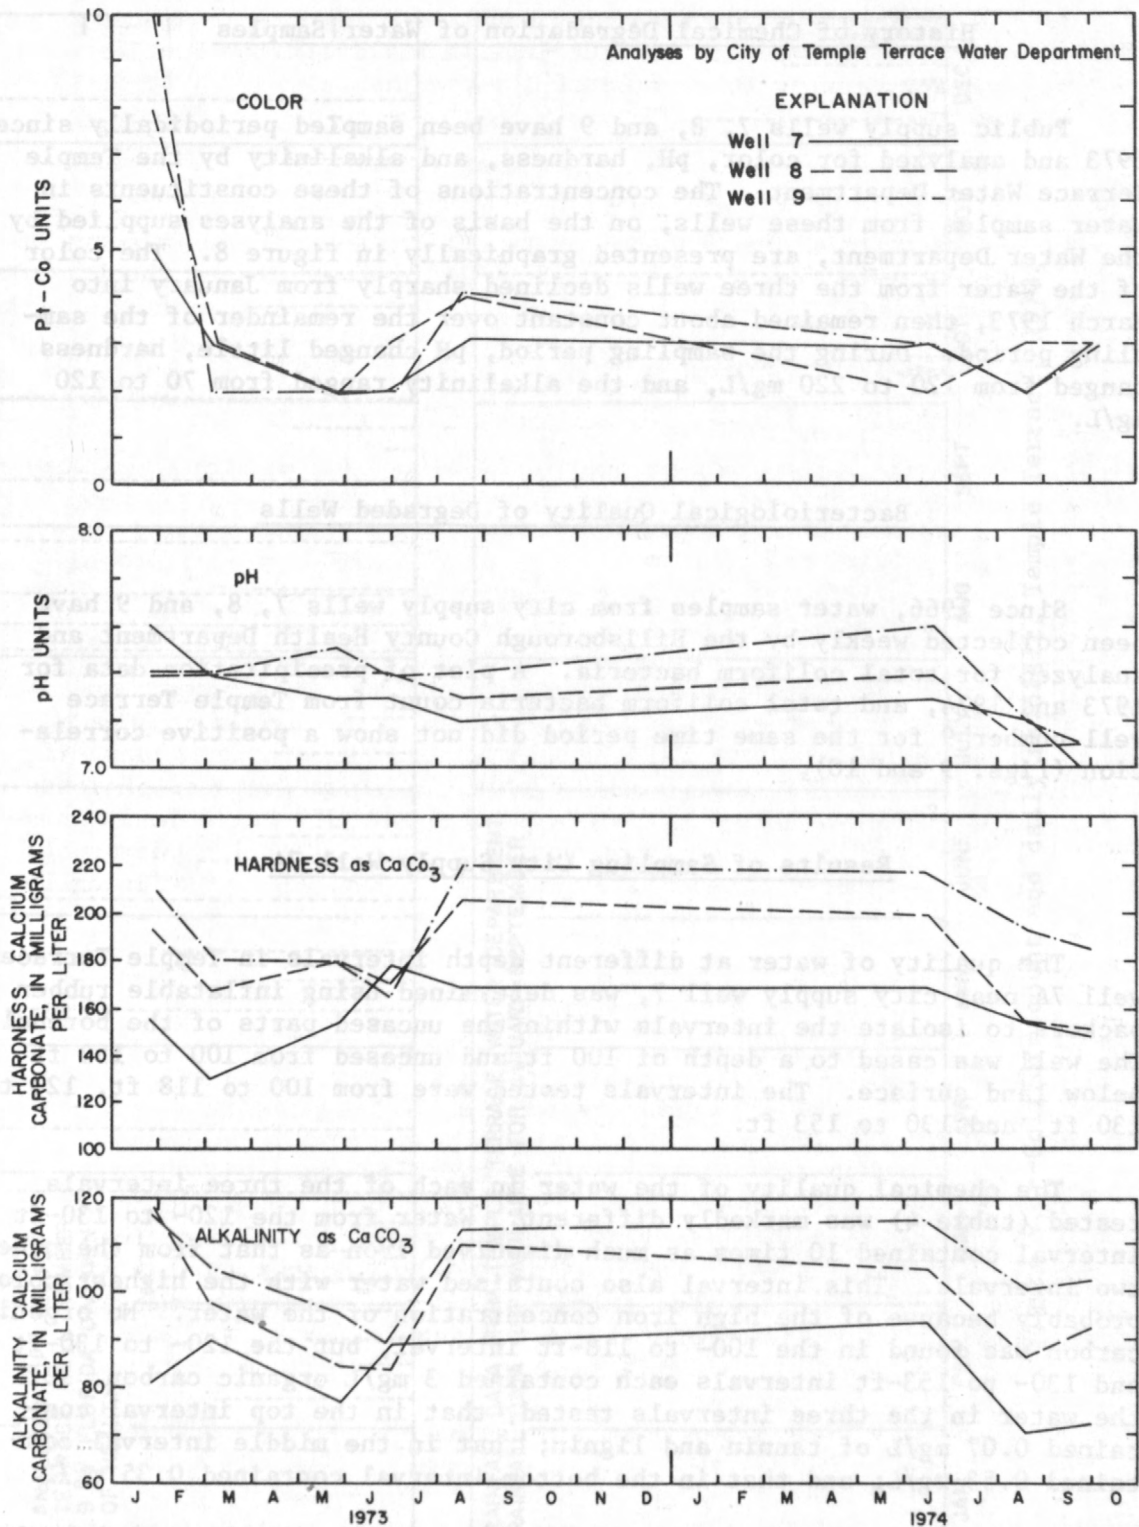 Analyses by City of Temple Terrace Water Department
COLOR
EXPLANATION
Well 7
Well 8
Well 9
Pt-Co UNITS
10
5
0
pH
pH UNITS
8.0
7.0
HARDNESS as CaCo3
HARDNESS CALCIUM
CARBONATE, IN MILLIGRAMS
PER LITER
240
220
200
180
160
140
120
100
ALKALINITY as CaCO3
ALKALINITY CALCIUM
CARBONATE, IN MILLIGRAMS
PER LITER
120
100
80
60
J F M A M J J A S O N D J F M A M J J A S O
1973 1974